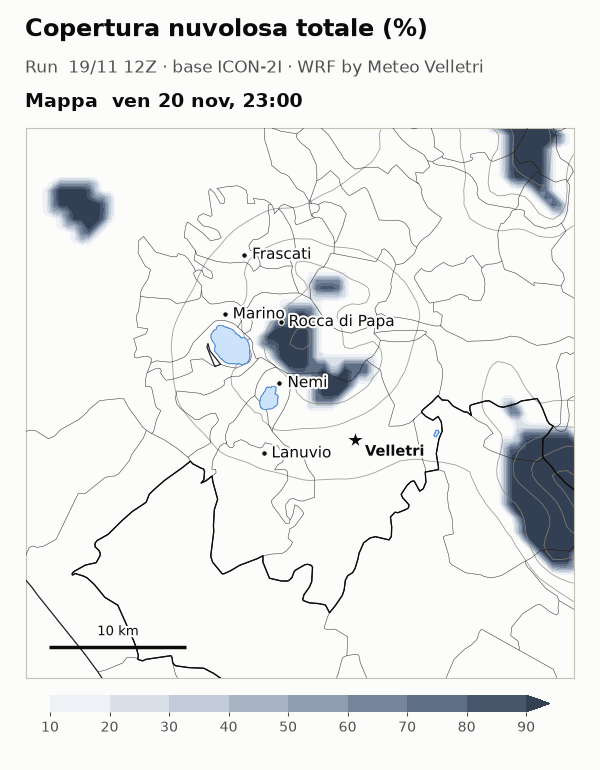 Copertura nuvolosa totale (%)
Run  19/11 12Z · base ICON-2I · WRF by Meteo Velletri
Mappa  ven 20 nov, 23:00
Frascati
Marino
Rocca di Papa
Nemi
Velletri
Lanuvio
10 km
10 20 30 40 50 60 70 80 90